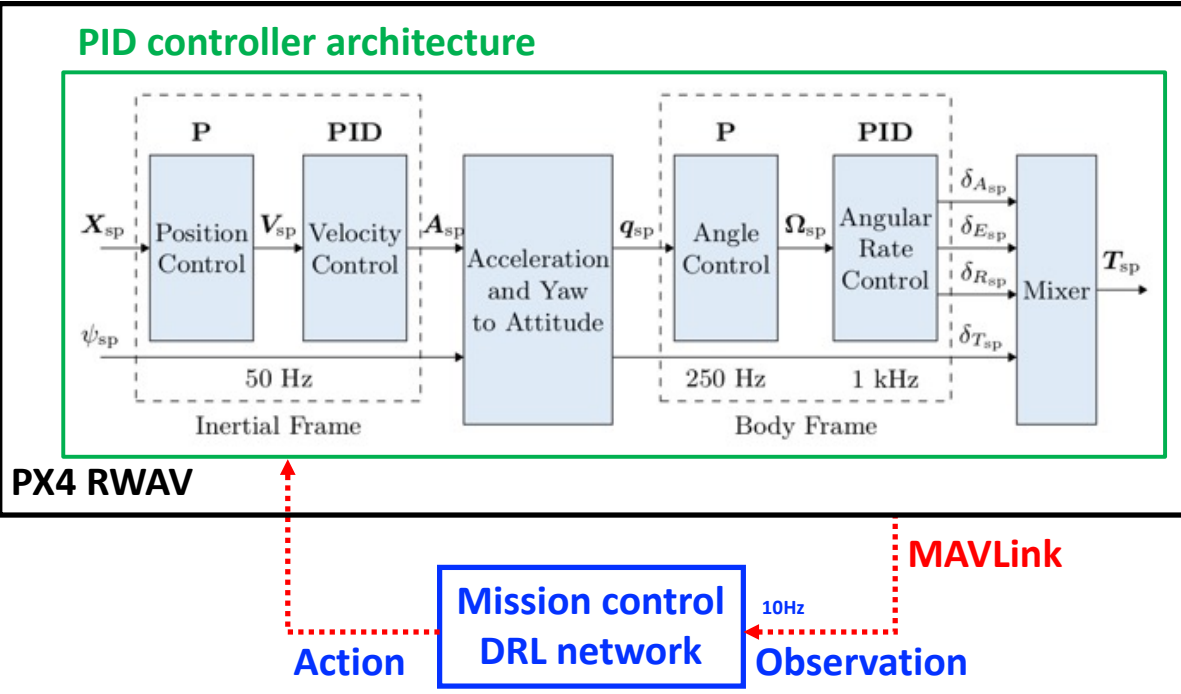 PID controller architecture
P
PID
P
PID
X_sp
Position
Control
V_sp
Velocity
Control
A_sp
Acceleration
and Yaw
to Attitude
q_sp
Angle
Control
Ω_sp
Angular
Rate
Control
δ_A_sp
δ_E_sp
δ_R_sp
δ_T_sp
Mixer
T_sp
ψ_sp
50 Hz
250 Hz
1 kHz
Inertial Frame
Body Frame
PX4 RWAV
MAVLink
Mission control
DRL network
10Hz
Action
Observation